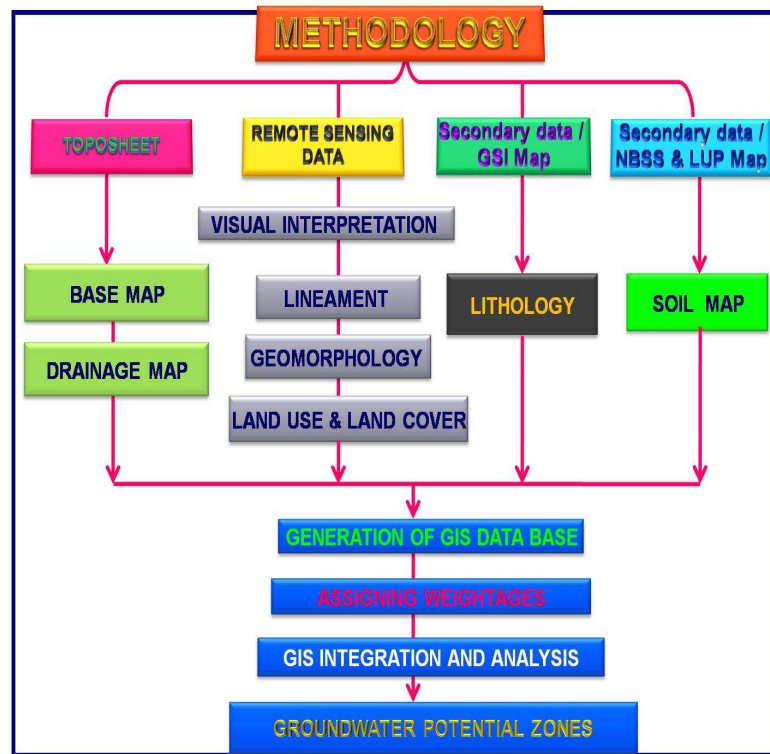 METHODOLOGY
TOPOSHEET
REMOTE SENSING
DATA
Secondary data /
GSI Map
Secondary data /
NBSS & LUP Map
VISUAL INTERPRETATION
BASE MAP
LINEAMENT
LITHOLOGY
SOIL MAP
DRAINAGE MAP
GEOMORPHOLOGY
LAND USE & LAND COVER
GENERATION OF GIS DATA BASE
ASSIGNING WEIGHTAGES
GIS INTEGRATION AND ANALYSIS
GROUNDWATER POTENTIAL ZONES